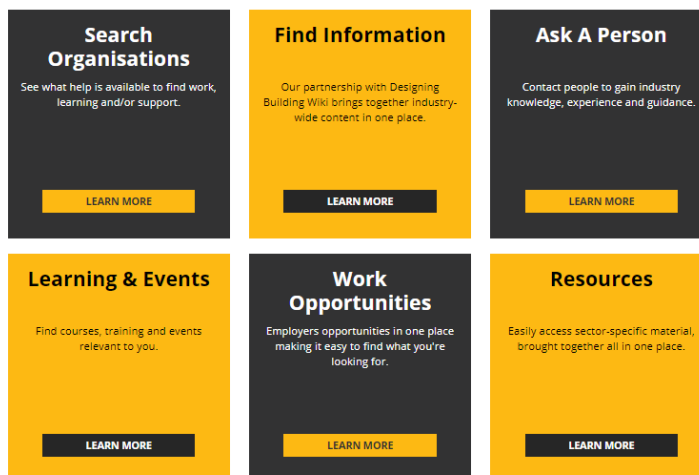 Search
Organisations
See what help is available to find work,
learning and/or support.
LEARN MORE
Find Information
Our partnership with Designing
Building Wiki brings together industry-
wide content in one place.
LEARN MORE
Ask A Person
Contact people to gain industry
knowledge, experience and guidance.
LEARN MORE
Learning & Events
Find courses, training and events
relevant to you.
LEARN MORE
Work
Opportunities
Employers opportunities in one place
making it easy to find what you're
looking for.
LEARN MORE
Resources
Easily access sector-specific material,
brought together all in one place.
LEARN MORE